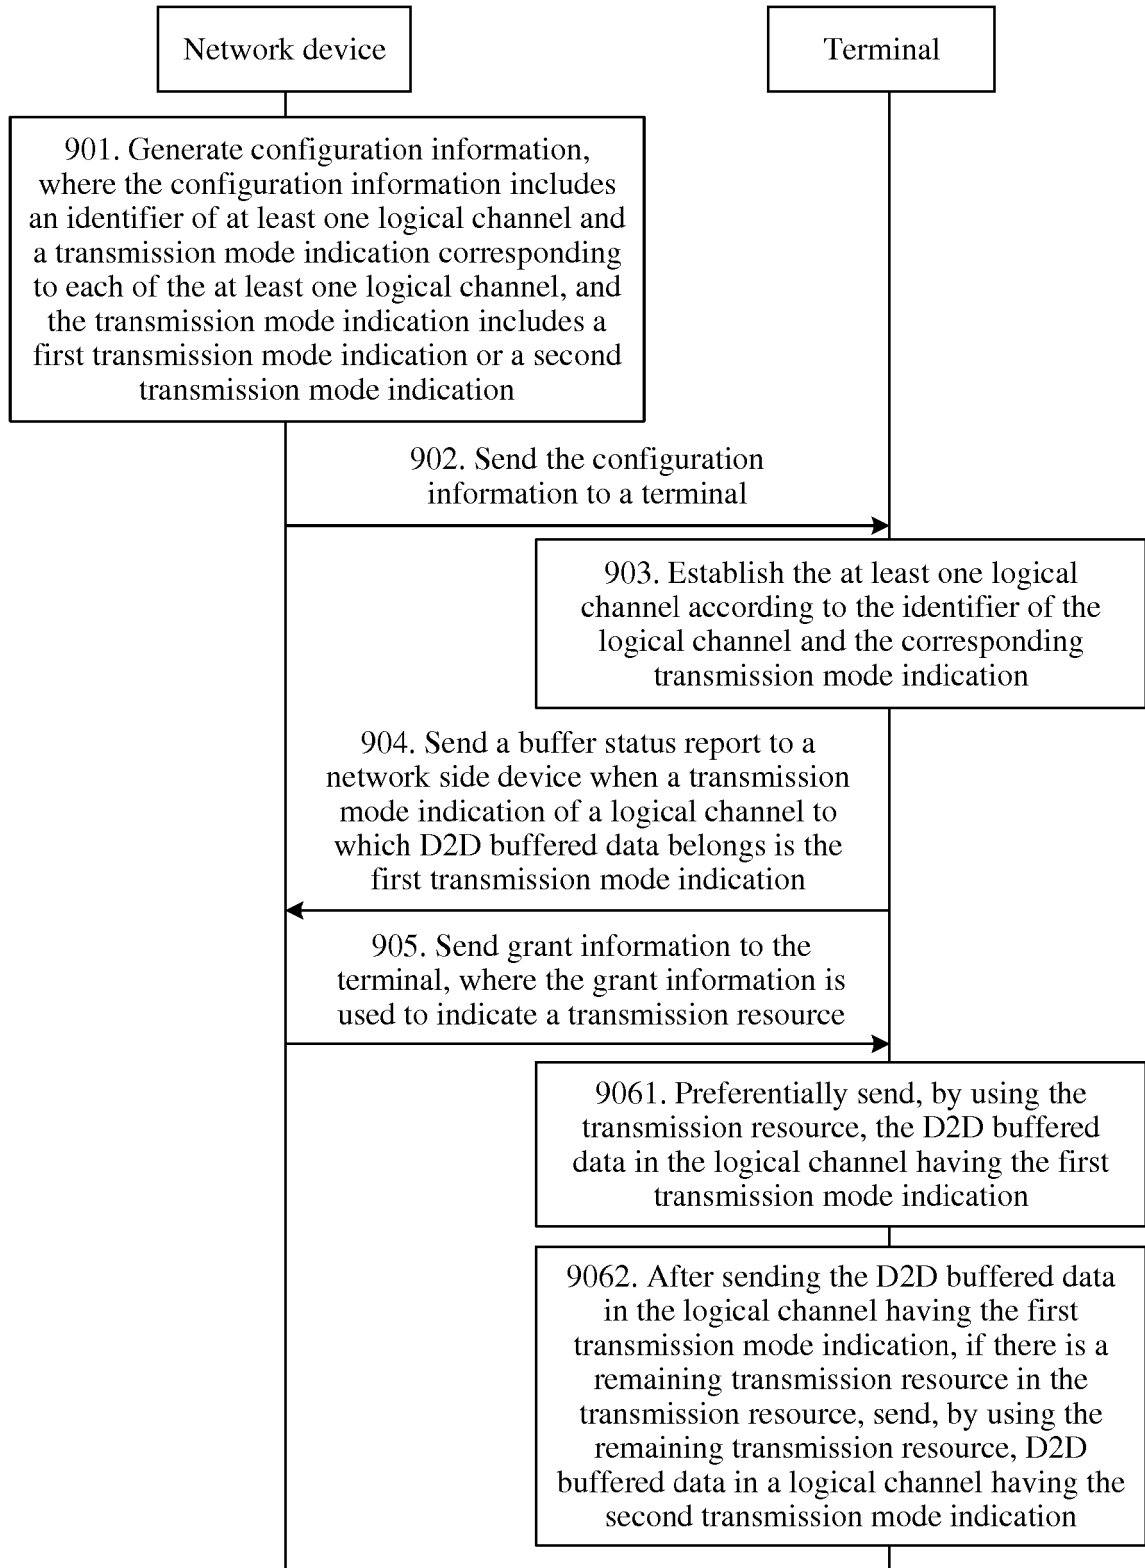 Network device
Terminal
901. Generate configuration information,
where the configuration information includes
an identifier of at least one logical channel and
a transmission mode indication corresponding
to each of the at least one logical channel, and
the transmission mode indication includes a
first transmission mode indication or a second
transmission mode indication
902. Send the configuration
information to a terminal
903. Establish the at least one logical
channel according to the identifier of the
logical channel and the corresponding
transmission mode indication
904. Send a buffer status report to a
network side device when a transmission
mode indication of a logical channel to
which D2D buffered data belongs is the
first transmission mode indication
905. Send grant information to the
terminal, where the grant information is
used to indicate a transmission resource
9061. Preferentially send, by using the
transmission resource, the D2D buffered
data in the logical channel having the first
transmission mode indication
9062. After sending the D2D buffered data
in the logical channel having the first
transmission mode indication, if there is a
remaining transmission resource in the
transmission resource, send, by using the
remaining transmission resource, D2D
buffered data in a logical channel having the
second transmission mode indication